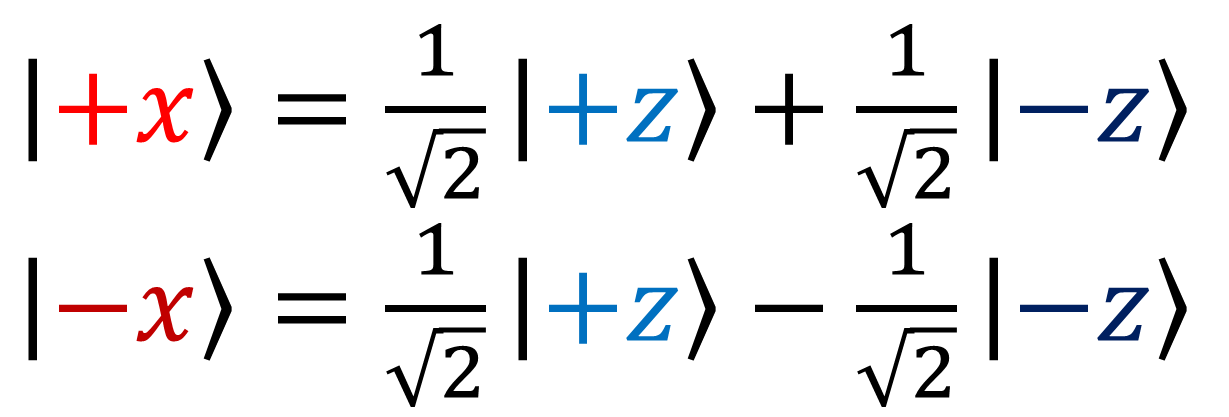 |+x⟩ = 1/√2 |+z⟩ + 1/√2 |−z⟩
|−x⟩ = 1/√2 |+z⟩ − 1/√2 |−z⟩